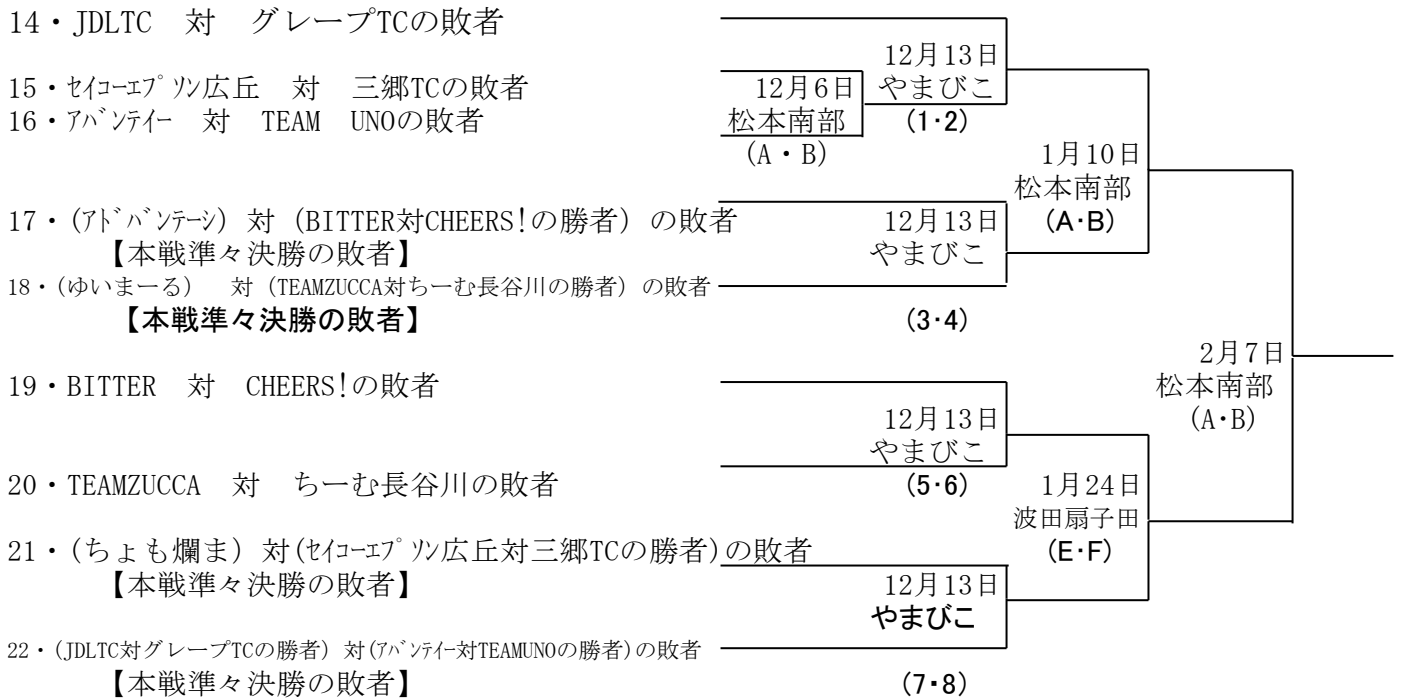 14・JDLTC　対　グレープTCの敗者
12月13日
15・ｾｲｺｰｴﾌﾟｿﾝ広丘　対　三郷TCの敗者
12月6日
やまびこ
16・ｱﾊﾞﾝﾃｲｰ　対　TEAM　UNOの敗者
松本南部
(1･2)
(A・B)
1月10日
松本南部
17・(ｱﾄﾞﾊﾞﾝﾃｰｼ) 対 (BITTER対CHEERS!の勝者) の敗者
12月13日
(A･B)
【本戦準々決勝の敗者】
やまびこ
18・(ゆいまーる)　対 (TEAMZUCCA対ちーむ長谷川の勝者) の敗者
【本戦準々決勝の敗者】
(3･4)
2月7日
19・BITTER　対　CHEERS!の敗者
松本南部
12月13日
(A･B)
やまびこ
20・TEAMZUCCA　対　ちーむ長谷川の敗者
(5･6)
1月24日
波田扇子田
21・(ちょも爛ま) 対(ｾｲｺｰｴﾌﾟｿﾝ広丘対三郷TCの勝者)の敗者
(E･F)
【本戦準々決勝の敗者】
12月13日
やまびこ
22・(JDLTC対グレープTCの勝者) 対(ｱﾊﾞﾝﾃｲｰ対TEAMUNOの勝者)の敗者
【本戦準々決勝の敗者】
(7･8)